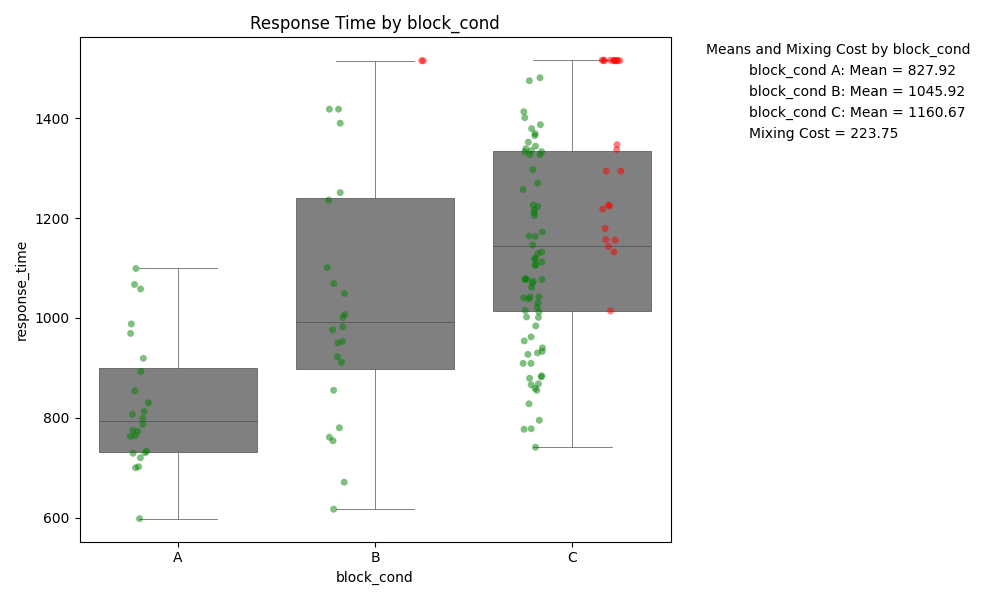 Response Time by block_cond
Means and Mixing Cost by block_cond
block_cond A: Mean = 827.92
block_cond B: Mean = 1045.92
block_cond C: Mean = 1160.67
Mixing Cost = 223.75
response_time
1400
1200
1000
800
600
A
B
C
block_cond